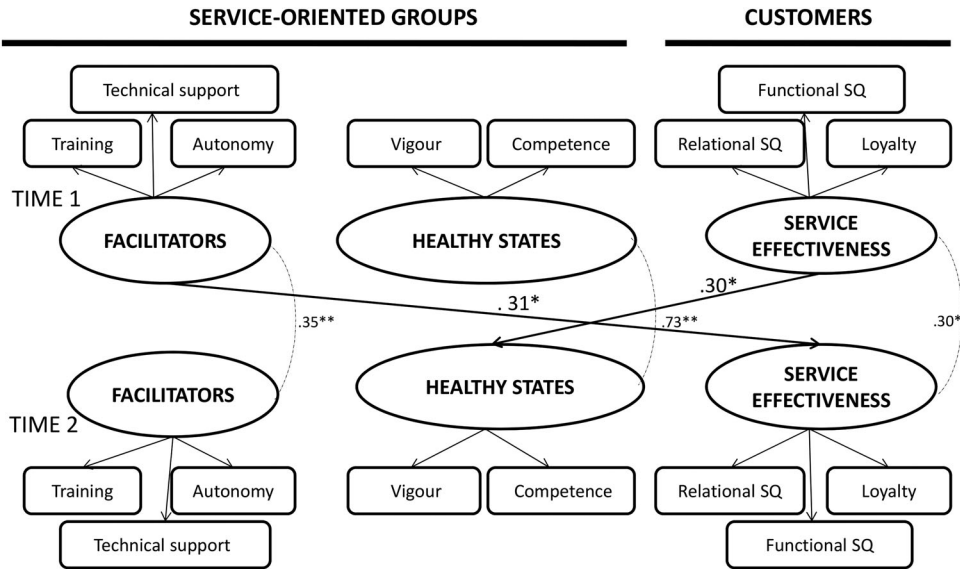 SERVICE-ORIENTED GROUPS
CUSTOMERS
Technical support
Functional SQ
Training
Autonomy
Vigour
Competence
Relational SQ
Loyalty
TIME 1
FACILITATORS
HEALTHY STATES
SERVICE
EFFECTIVENESS
.30*
. 31*
.35**
.73**
.30*
FACILITATORS
HEALTHY STATES
SERVICE
EFFECTIVENESS
TIME 2
Training
Autonomy
Vigour
Competence
Relational SQ
Loyalty
Technical support
Functional SQ